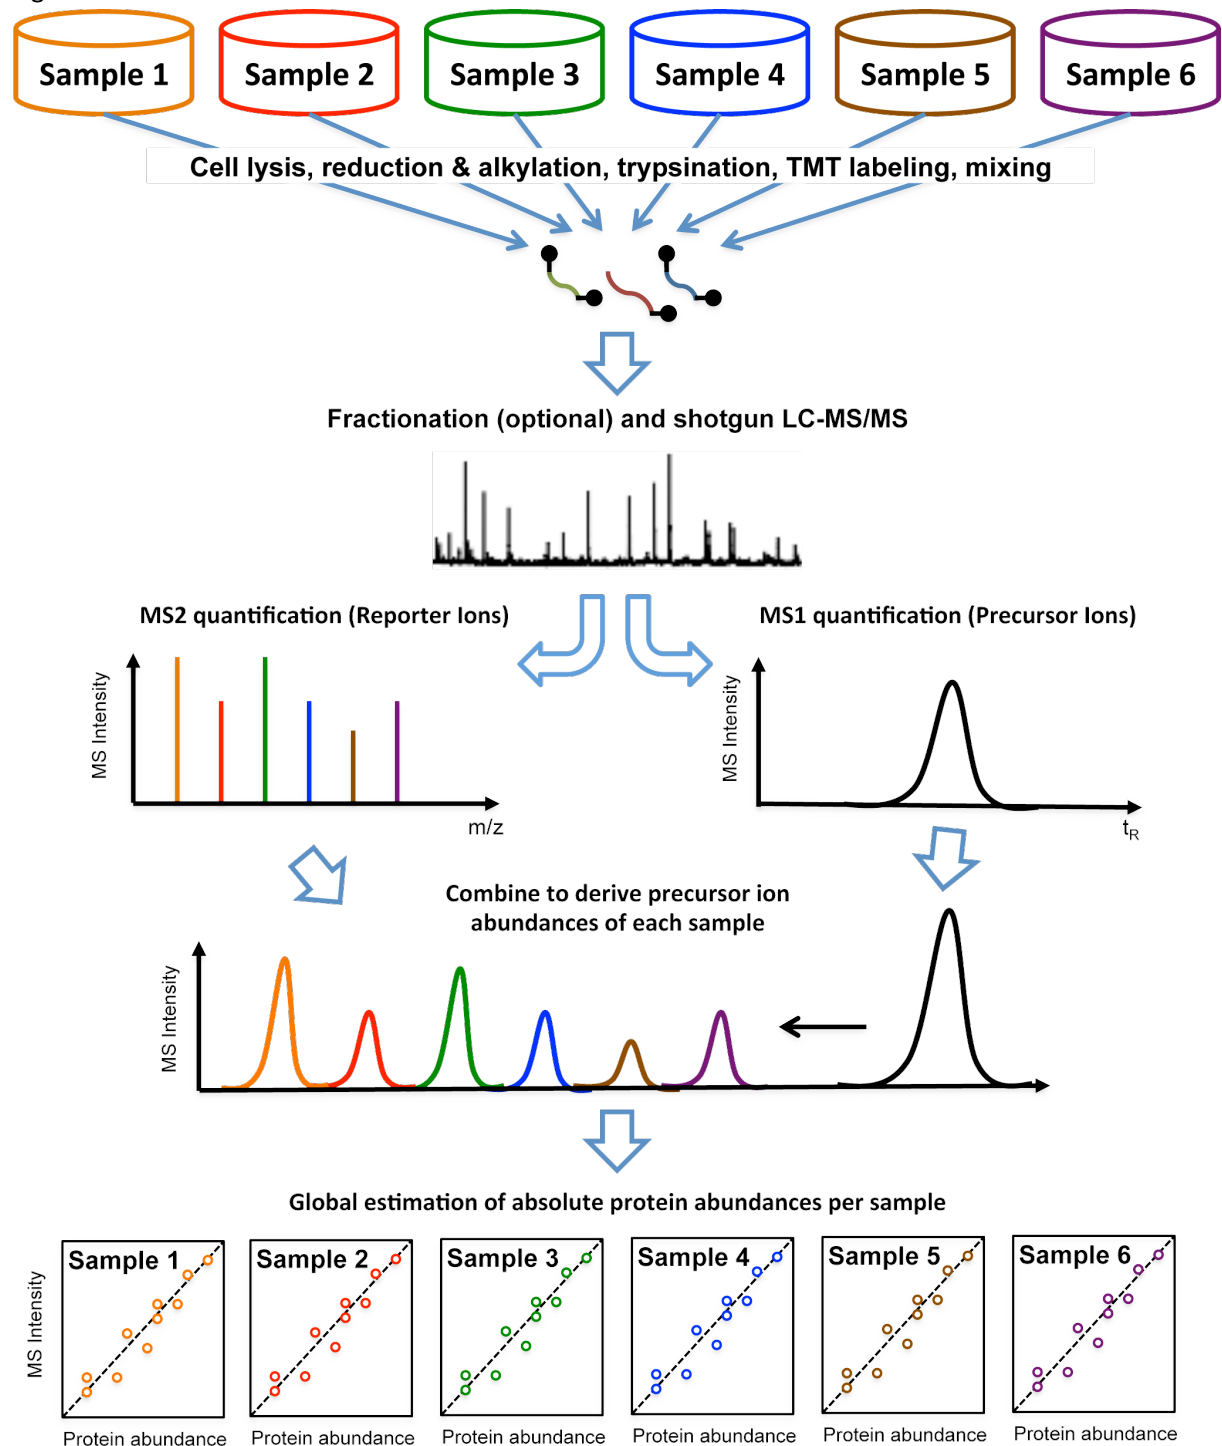 Sample 1 Sample 2 Sample 3 Sample 4 Sample 5 Sample 6
Cell lysis, reduction & alkylation, trypsination, TMT labeling, mixing
Fractionation (optional) and shotgun LC-MS/MS
MS2 quantification (Reporter Ions)
MS1 quantification (Precursor Ions)
MS Intensity
m/z
MS Intensity
tR
Combine to derive precursor ion
abundances of each sample
MS Intensity
Global estimation of absolute protein abundances per sample
Sample 1 Sample 2 Sample 3 Sample 4 Sample 5 Sample 6
MS Intensity
Protein abundance Protein abundance Protein abundance Protein abundance Protein abundance Protein abundance